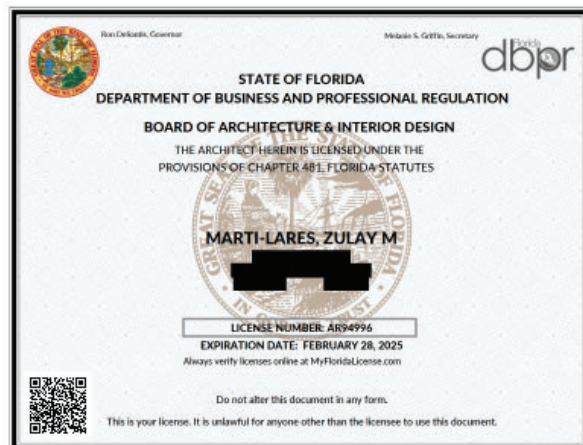 Ron DeSantis, Governor
Melanie S. Griffin, Secretary
Florida
dbpr
STATE OF FLORIDA
DEPARTMENT OF BUSINESS AND PROFESSIONAL REGULATION
BOARD OF ARCHITECTURE & INTERIOR DESIGN
THE ARCHITECT HEREIN IS LICENSED UNDER THE
PROVISIONS OF CHAPTER 481, FLORIDA STATUTES
MARTI-LARES, ZULAY M
LICENSE NUMBER: AR94996
EXPIRATION DATE: FEBRUARY 28, 2025
Always verify licenses online at MyFloridaLicense.com
Do not alter this document in any form.
This is your license. It is unlawful for anyone other than the licensee to use this document.